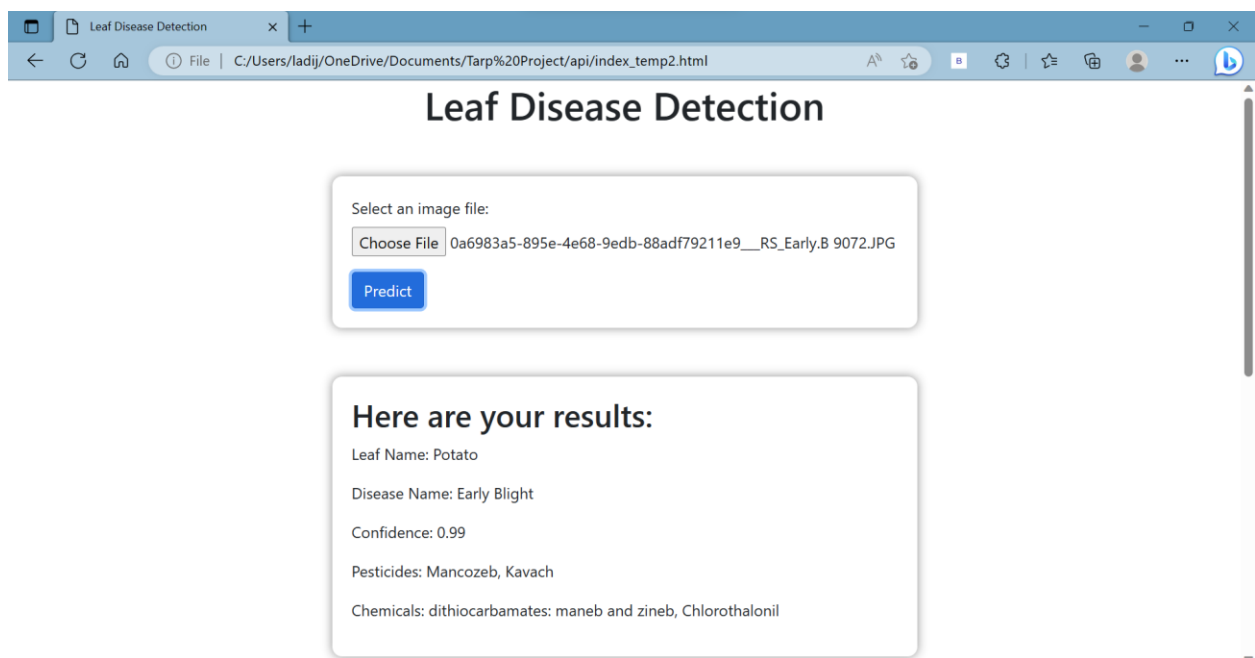 Leaf Disease Detection
File | C:/Users/ladij/OneDrive/Documents/Tarp%20Project/api/index_temp2.html
Leaf Disease Detection
Select an image file:
Choose File 0a6983a5-895e-4e68-9edb-88adf79211e9___RS_Early.B 9072.JPG
Predict
Here are your results:
Leaf Name: Potato
Disease Name: Early Blight
Confidence: 0.99
Pesticides: Mancozeb, Kavach
Chemicals: dithiocarbamates: maneb and zineb, Chlorothalonil